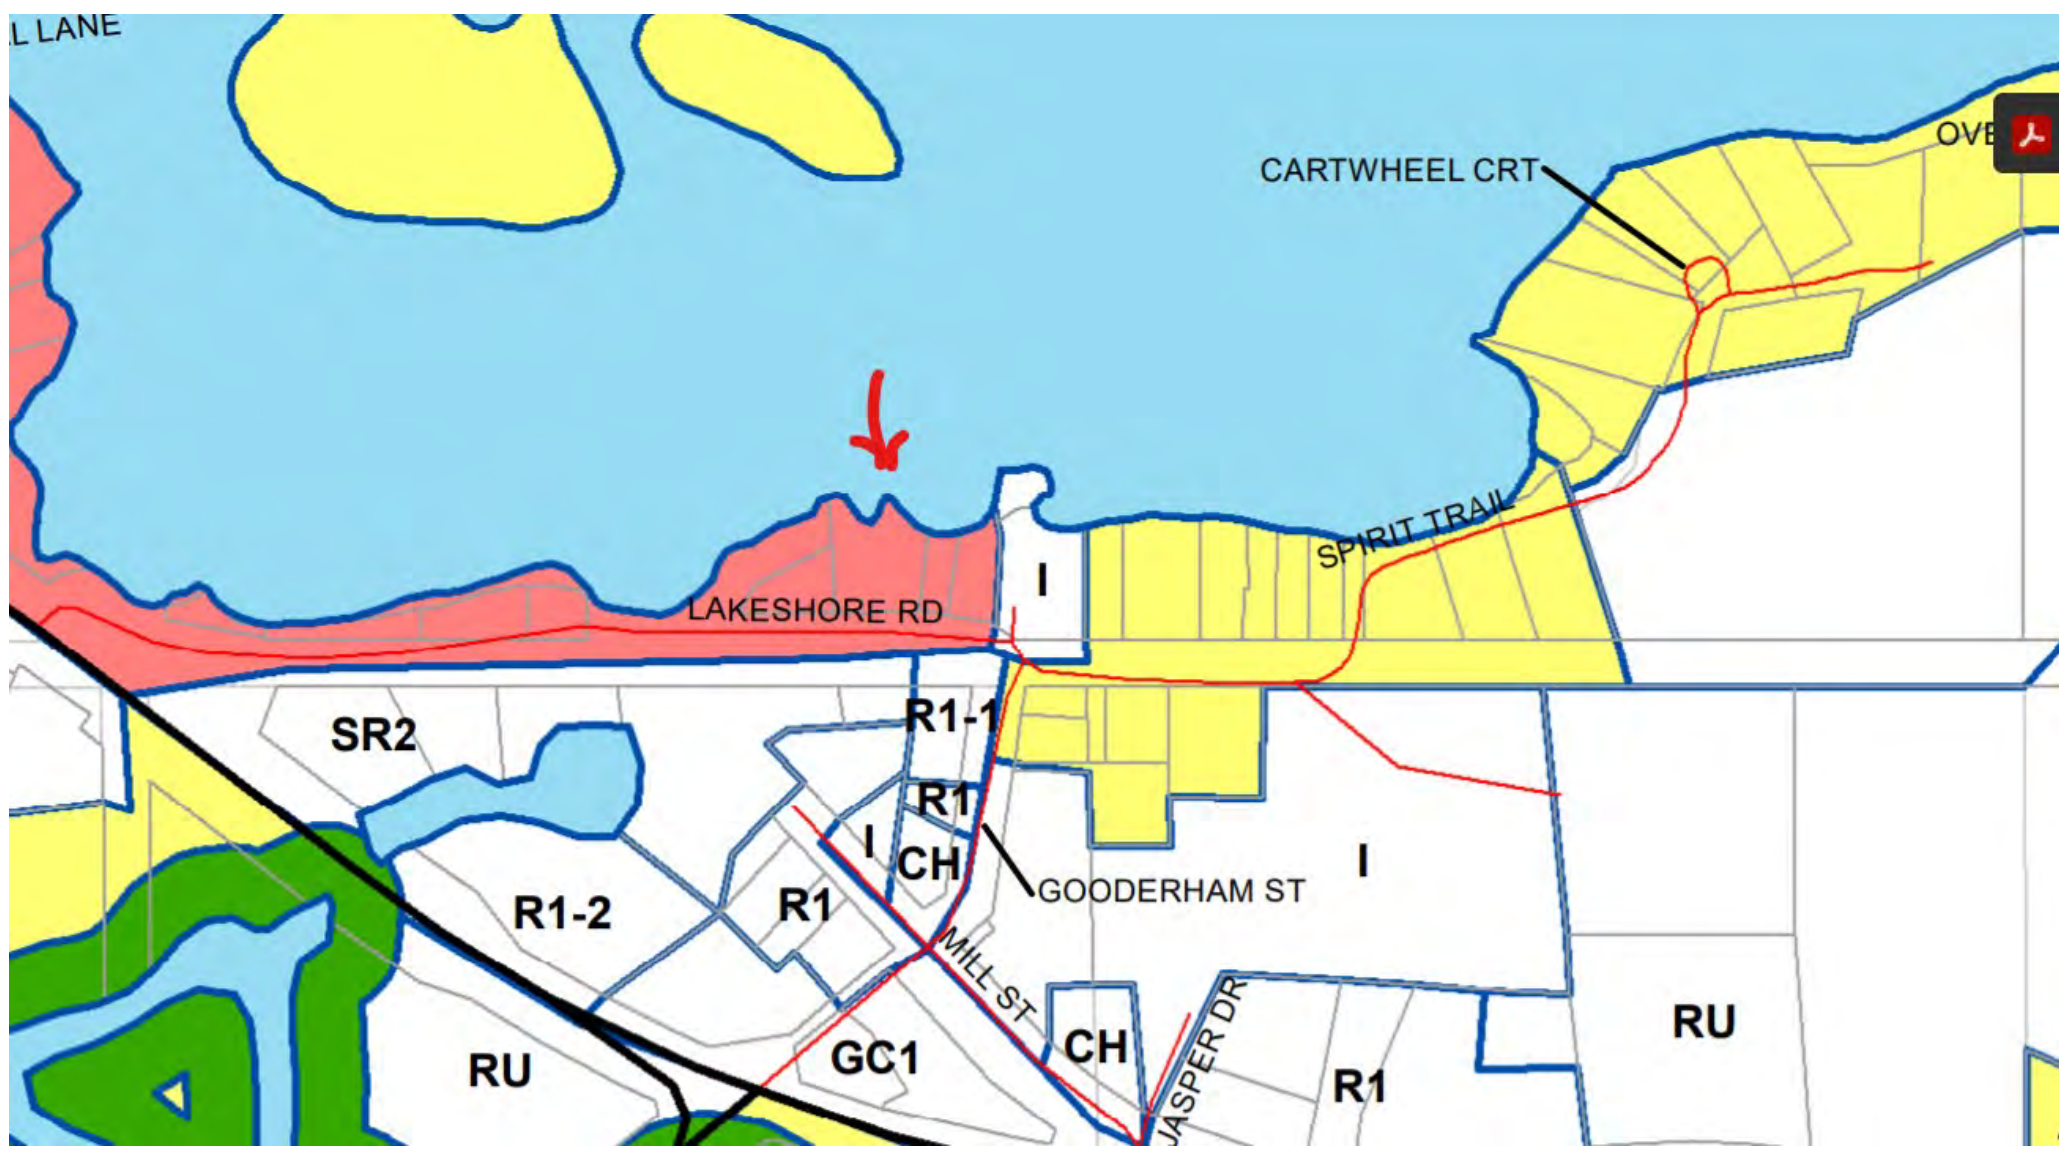 L LANE
CARTWHEEL CRT
OVE
SPIRIT TRAIL
I
LAKESHORE RD
R1-1
SR2
R1
I
CH
I
GOODERHAM ST
R1
R1-2
MILL ST
JASPER DR
RU
CH
GC1
RU
R1